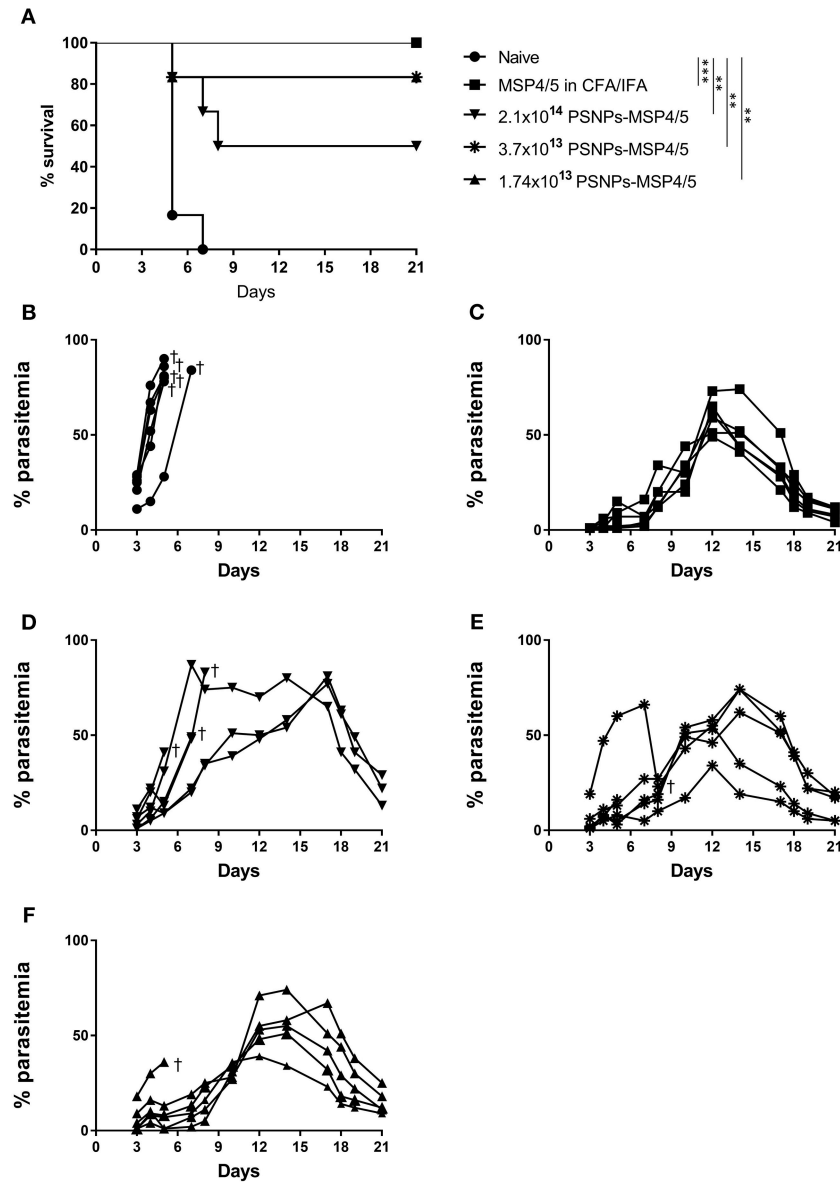 A
% survival
100
80
60
40
20
0
0 3 6 9 12 15 18 21
Days
Naive
MSP4/5 in CFA/IFA
2.1x10¹⁴ PSNPs-MSP4/5
3.7x10¹³ PSNPs-MSP4/5
1.74x10¹³ PSNPs-MSP4/5
***
**
**
**
B
% parasitemia
100
50
0
0 3 6 9 12 15 18 21
Days
† † † † † †
C
% parasitemia
100
50
0
0 3 6 9 12 15 18 21
Days
D
% parasitemia
100
50
0
0 3 6 9 12 15 18 21
Days
† † †
E
% parasitemia
100
50
0
0 3 6 9 12 15 18 21
Days
†
F
% parasitemia
100
50
0
0 3 6 9 12 15 18 21
Days
†